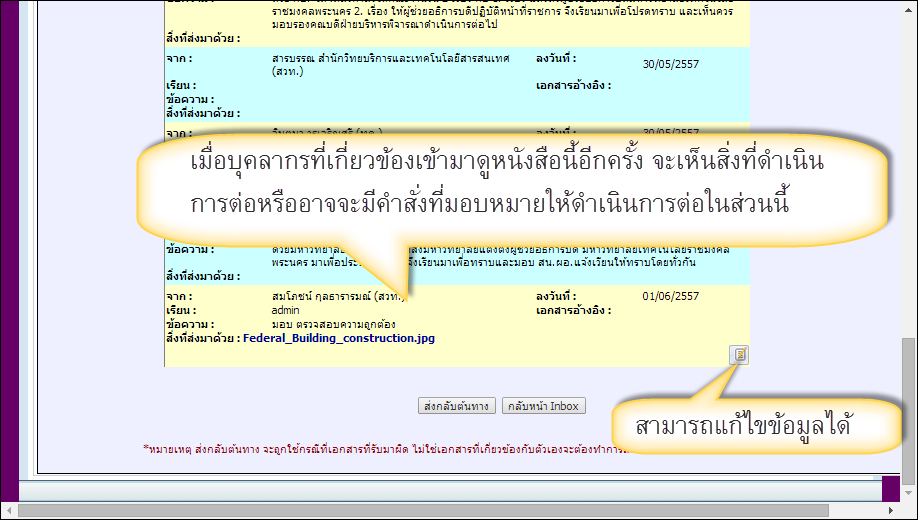 ราชมงคลพระนคร 2. เรื่อง ให้ผู้ช่วยอธิการบดีปฏิบัติหน้าที่ราชการ จึงเรียนมาเพื่อโปรดทราบ และเห็นควร
มอบรองคณบดีฝ่ายบริหารพิจารณาดำเนินการต่อไป
สิ่งที่ส่งมาด้วย :
จาก : สารบรรณ สำนักวิทยบริการและเทคโนโลยีสารสนเทศ (สวท.) ลงวันที่ : 30/05/2557
เรียน : เอกสารอ้างอิง :
ข้อความ :
สิ่งที่ส่งมาด้วย :
จาก : ลงวันที่ : 30/05/2557
เมื่อบุคลากรที่เกี่ยวข้องเข้ามาดูหนังสือนี้อีกครั้ง จะเห็นสิ่งที่ดำเนิน
การต่อหรืออาจจะมีคำสั่งที่มอบหมายให้ดำเนินการต่อในส่วนนี้
ข้อความ : ด้วยมหาวิทยาลัย มหาวิทยาลัยแต่งตั้งผู้ช่วยอธิการบดี มหาวิทยาลัยเทคโนโลยีราชมงคล
พระนคร จึงเรียนมาเพื่อทราบและมอบ สน.ผอ.แจ้งเวียนให้ทราบโดยทั่วกัน
สิ่งที่ส่งมาด้วย :
จาก : สมโภชน์ กุลธารารมณ์ (สวท.) ลงวันที่ : 01/06/2557
เรียน : admin เอกสารอ้างอิง :
ข้อความ : มอบ ตรวจสอบความถูกต้อง
สิ่งที่ส่งมาด้วย : Federal_Building_construction.jpg
ส่งกลับต้นทาง กลับหน้า Inbox
สามารถแก้ไขข้อมูลได้
*หมายเหตุ ส่งกลับต้นทาง จะถูกใช้กรณีที่เอกสารที่รับมาผิด ไม่ใช่เอกสารที่เกี่ยวข้องกับตัวเองจะต้องทำการ